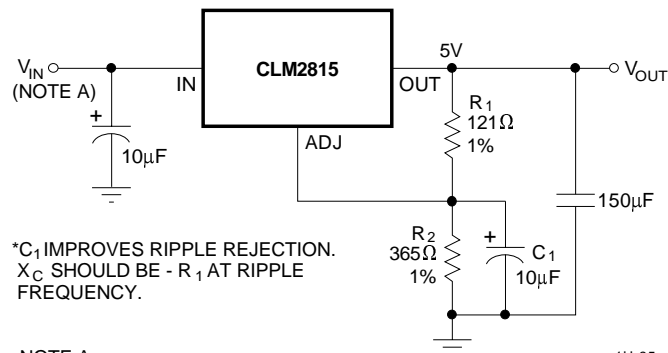 V_IN
(NOTE A)
IN
CLM2815
OUT
5V
V_OUT
ADJ
+
10µF
R_1
121Ω
1%
150µF
R_2
365Ω
1%
+
C_1
10µF
*C_1 IMPROVES RIPPLE REJECTION.
X_C SHOULD BE - R_1 AT RIPPLE
FREQUENCY.
NOTE A